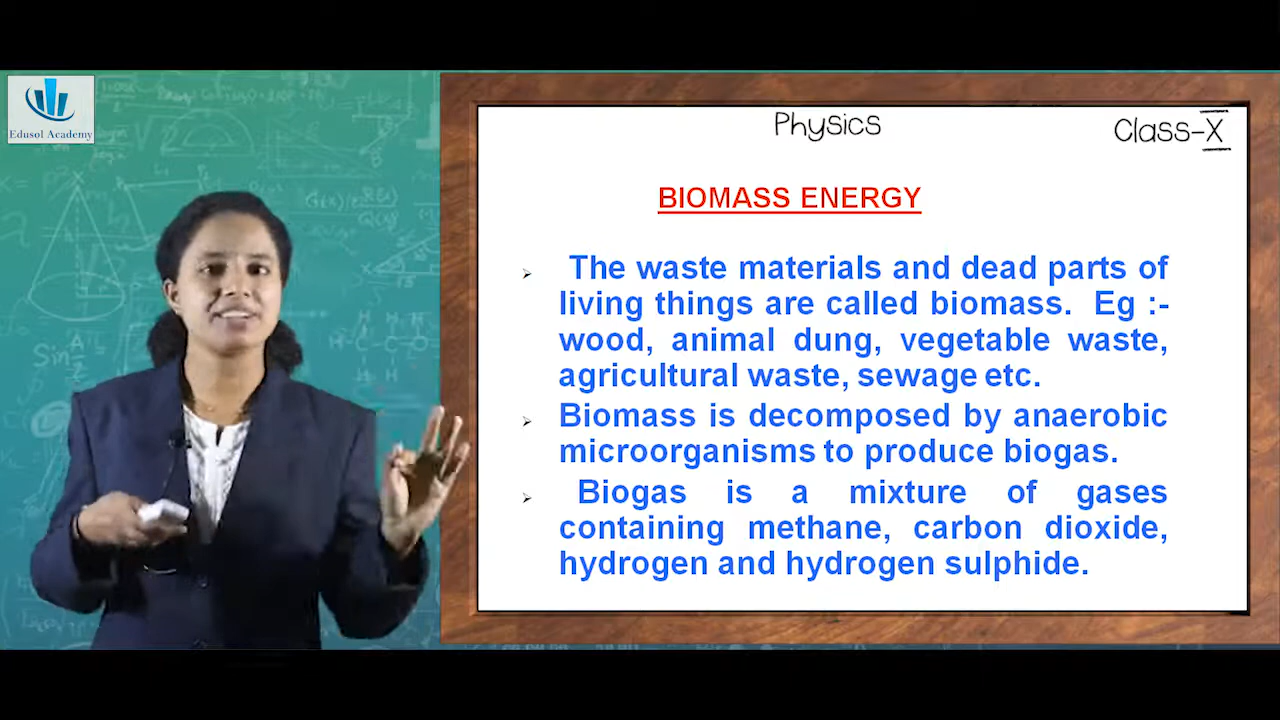 Edusol Academy
Physics
Class-X
BIOMASS ENERGY
➢ The waste materials and dead parts of
living things are called biomass. Eg :-
wood, animal dung, vegetable waste,
agricultural waste, sewage etc.
➢ Biomass is decomposed by anaerobic
microorganisms to produce biogas.
➢ Biogas is a mixture of gases
containing methane, carbon dioxide,
hydrogen and hydrogen sulphide.